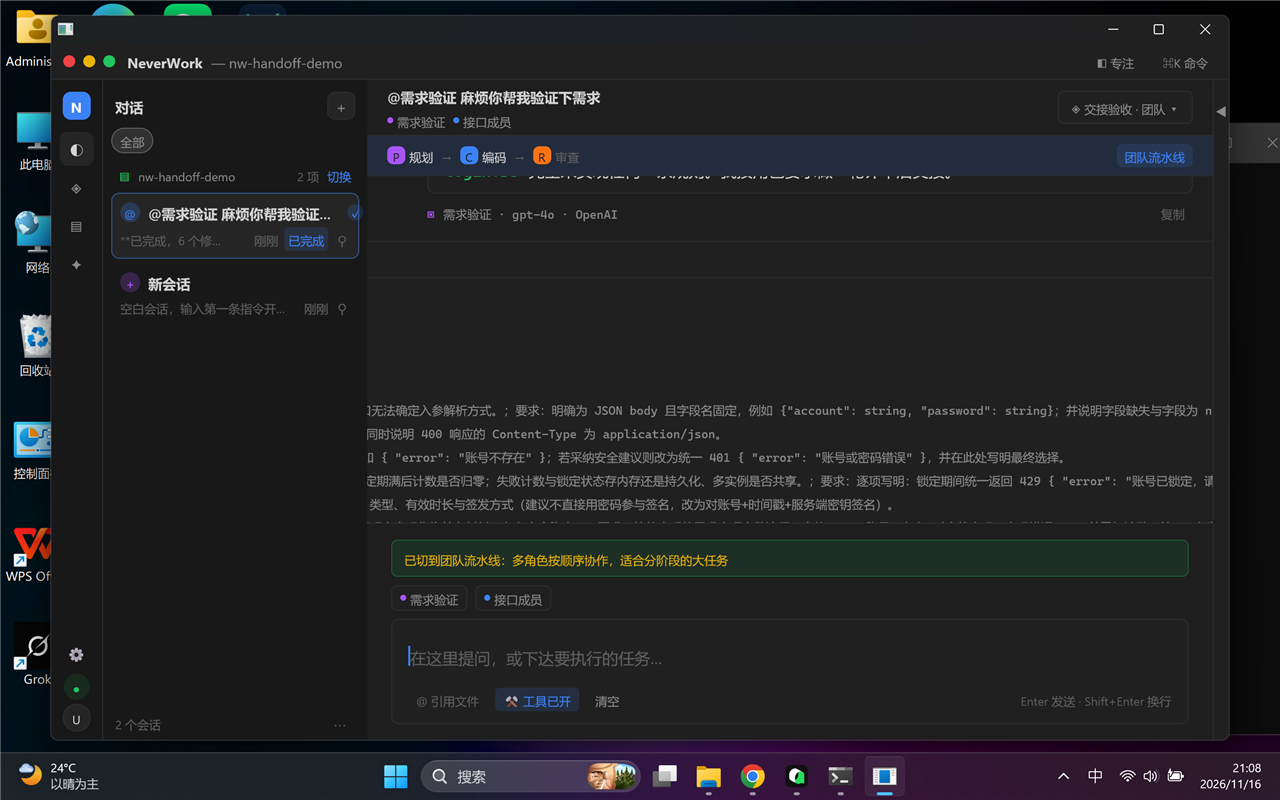 Adminis
此电脑
网络
回收站
控制面
WPS Off
Grok
NeverWork — nw-handoff-demo
专注
⌘K 命令
N
对话
+
全部
nw-handoff-demo
2 项 切换
@ @需求验证 麻烦你帮我验证...
**已完成，6 个修... 刚刚 已完成
+ 新会话
空白会话，输入第一条指令开... 刚刚
U
2 个会话
...
@需求验证 麻烦你帮我验证下需求
需求验证 接口成员
交接验收 · 团队
P 规划 → C 编码 → R 审查
团队流水线
需求验证 · gpt-4o · OpenAI
复制
无法确定入参解析方式。；要求：明确为 JSON body 且字段名固定，例如 {"account": string, "password": string}；并说明字段缺失与字段为 n
同时说明 400 响应的 Content-Type 为 application/json。
{ "error": "账号不存在" }；若采纳安全建议则改为统一 401 { "error": "账号或密码错误" }，并在此处写明最终选择。
定期满后计数是否归零；失败计数与锁定状态存内存还是持久化、多实例是否共享。；要求：逐项写明：锁定期间统一返回 429 { "error": "账号已锁定，请
类型、有效时长与签发方式（建议不直接用密码参与签名，改为对账号+时间戳+服务端密钥签名）。
已切到团队流水线：多角色按顺序协作，适合分阶段的大任务
需求验证 接口成员
在这里提问，或下达要执行的任务...
@ 引用文件 工具已开 清空
Enter 发送 · Shift+Enter 换行
24°C
以晴为主
搜索
中
21:08
2026/11/16